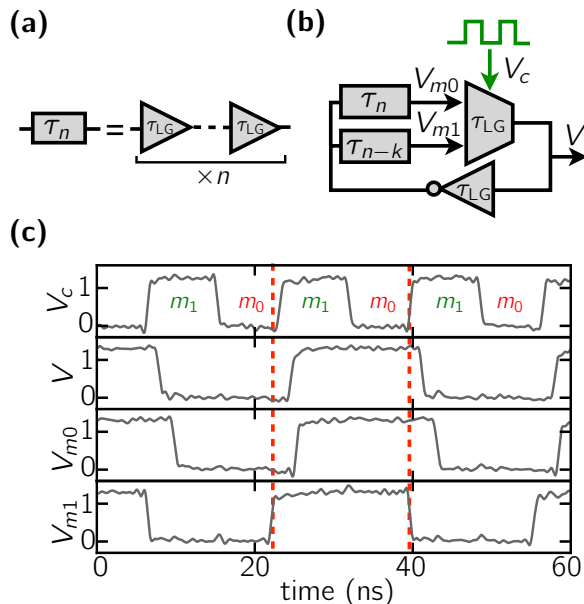 (a)
τn = τLG τLG
×n
(b)
Vc
Vm0
τn
τLG
Vm1
τn−k
V
τLG
(c)
Vc 1 0 m1 m0 m1 m0 m1 m0
V 1 0
Vm0 1 0
Vm1 1 0
0 20 40 60
time (ns)